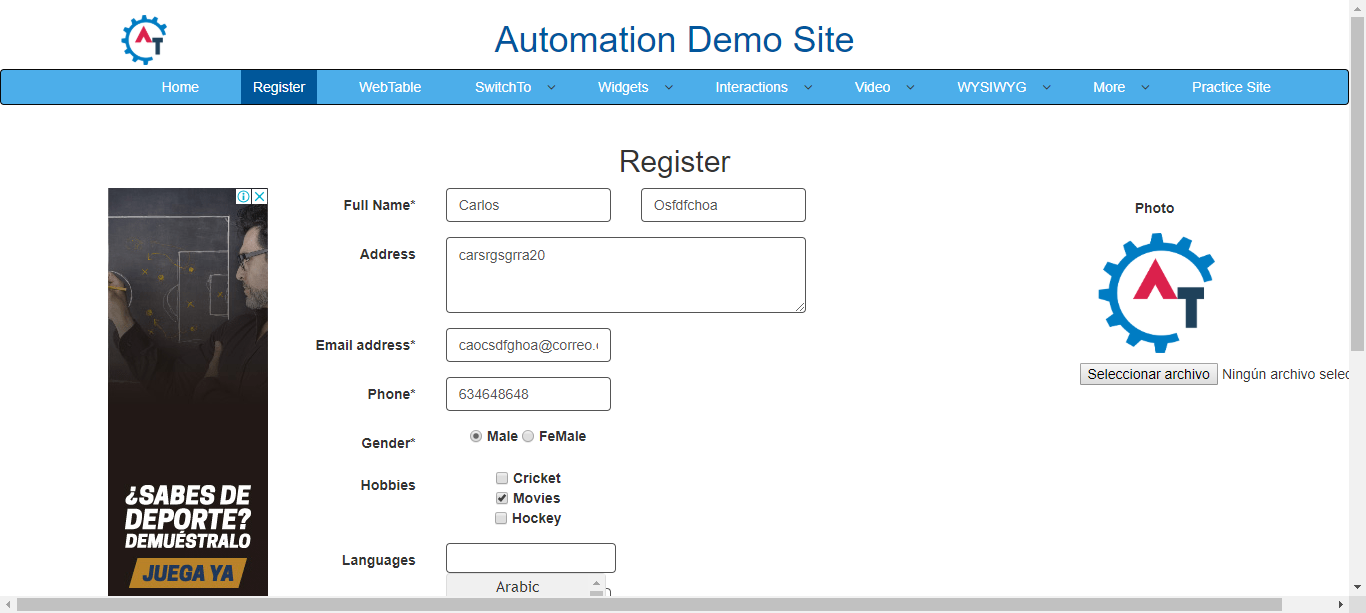 Automation Demo Site
Home Register WebTable SwitchTo Widgets Interactions Video WYSIWYG More Practice Site
Register
Full Name* Carlos Osfdfchoa
Address carsrgsgrra20
Email address* caocsdfghoa@correo.
Phone* 634648648
Gender* Male FeMale
Hobbies Cricket
Movies
Hockey
Languages
Arabic
Photo
AT
Seleccionar archivo Ningún archivo selec
¿SABES DE
DEPORTE?
DEMUÉSTRALO
JUEGA YA